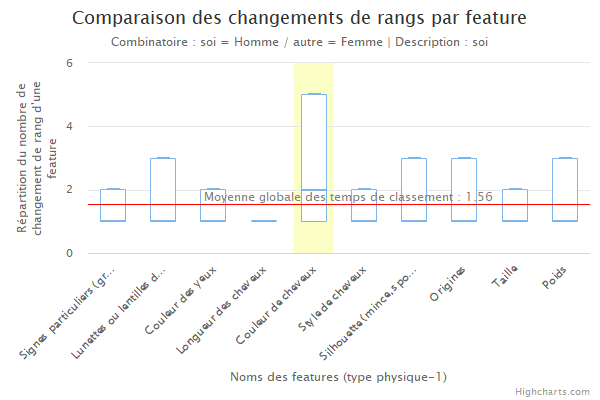 Comparaison des changements de rangs par feature
Combinatoire : soi = Homme / autre = Femme | Description : soi
Répartition du nombre de
changement de rang d'une
feature
6
4
2
0
Moyenne globale des temps de classement : 1.56
Signes particuliers (gr...
Lunettes ou lentilles d...
Couleur des yeux
Longueur des cheveux
Couleur de cheveux
Style de cheveux
Silhouette (mince,s po...
Origines
Taille
Poids
Noms des features (type physique-1)
Highcharts.com